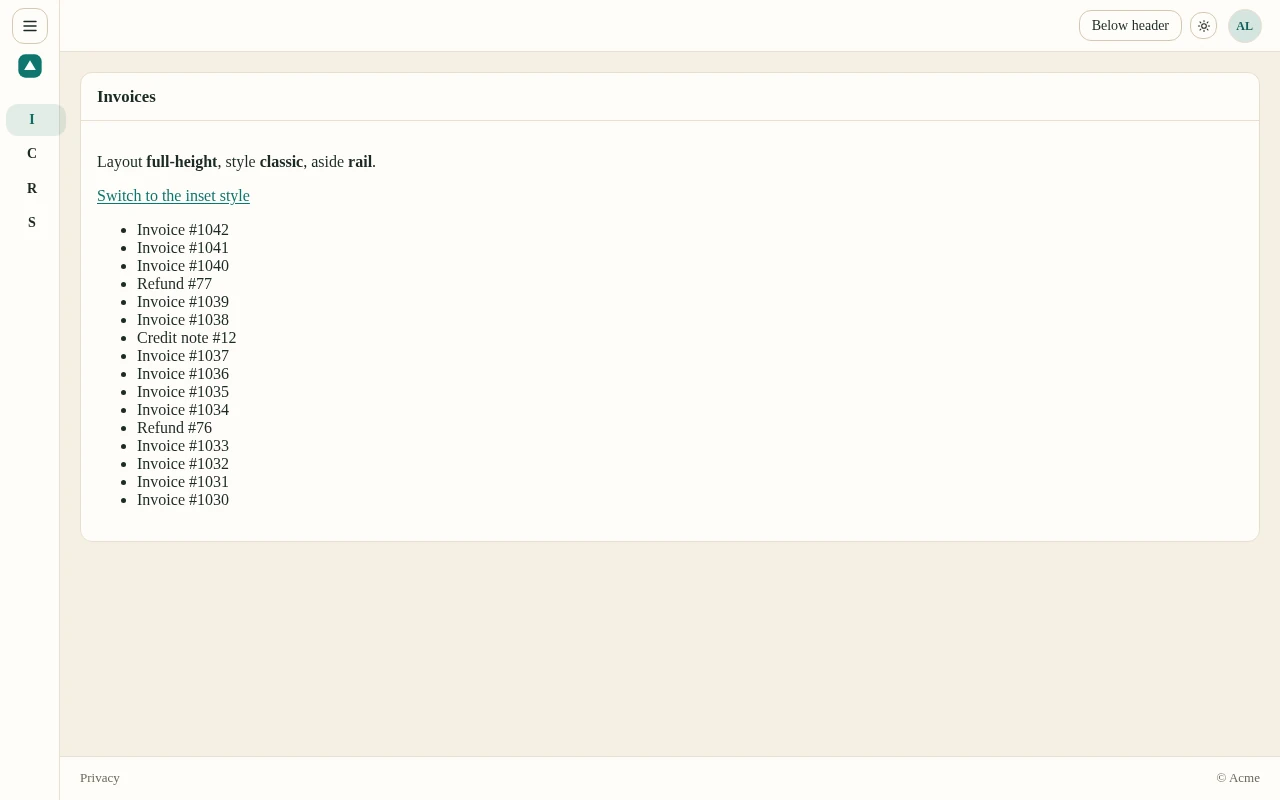 Below header
AL
I
C
R
S
Invoices
Layout full-height, style classic, aside rail.
Switch to the inset style
Invoice #1042
Invoice #1041
Invoice #1040
Refund #77
Invoice #1039
Invoice #1038
Credit note #12
Invoice #1037
Invoice #1036
Invoice #1035
Invoice #1034
Refund #76
Invoice #1033
Invoice #1032
Invoice #1031
Invoice #1030
Privacy
© Acme